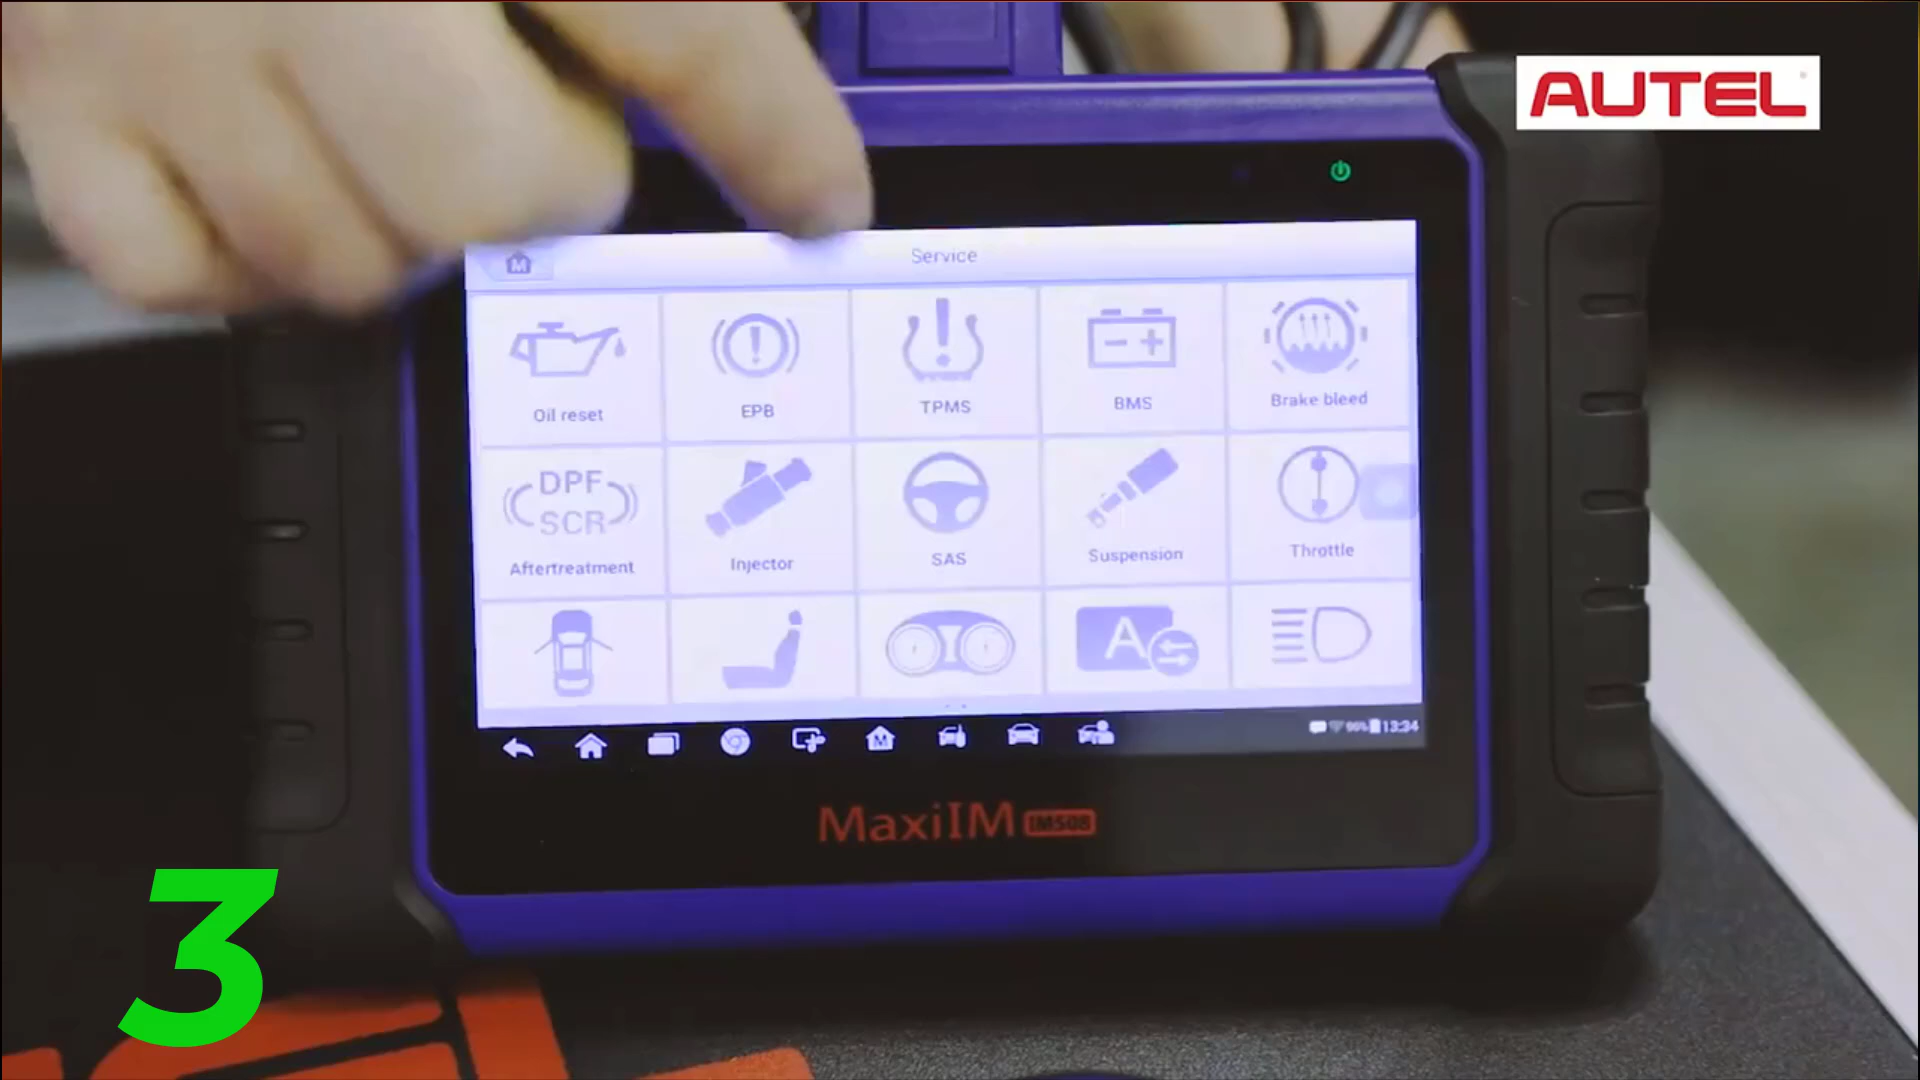 AUTEL
Service
Oil reset
EPB
TPMS
BMS
Brake bleed
DPF
SCR
Aftertreatment
Injector
SAS
Suspension
Throttle
A
M
13:34
MaxiIM IM508
3